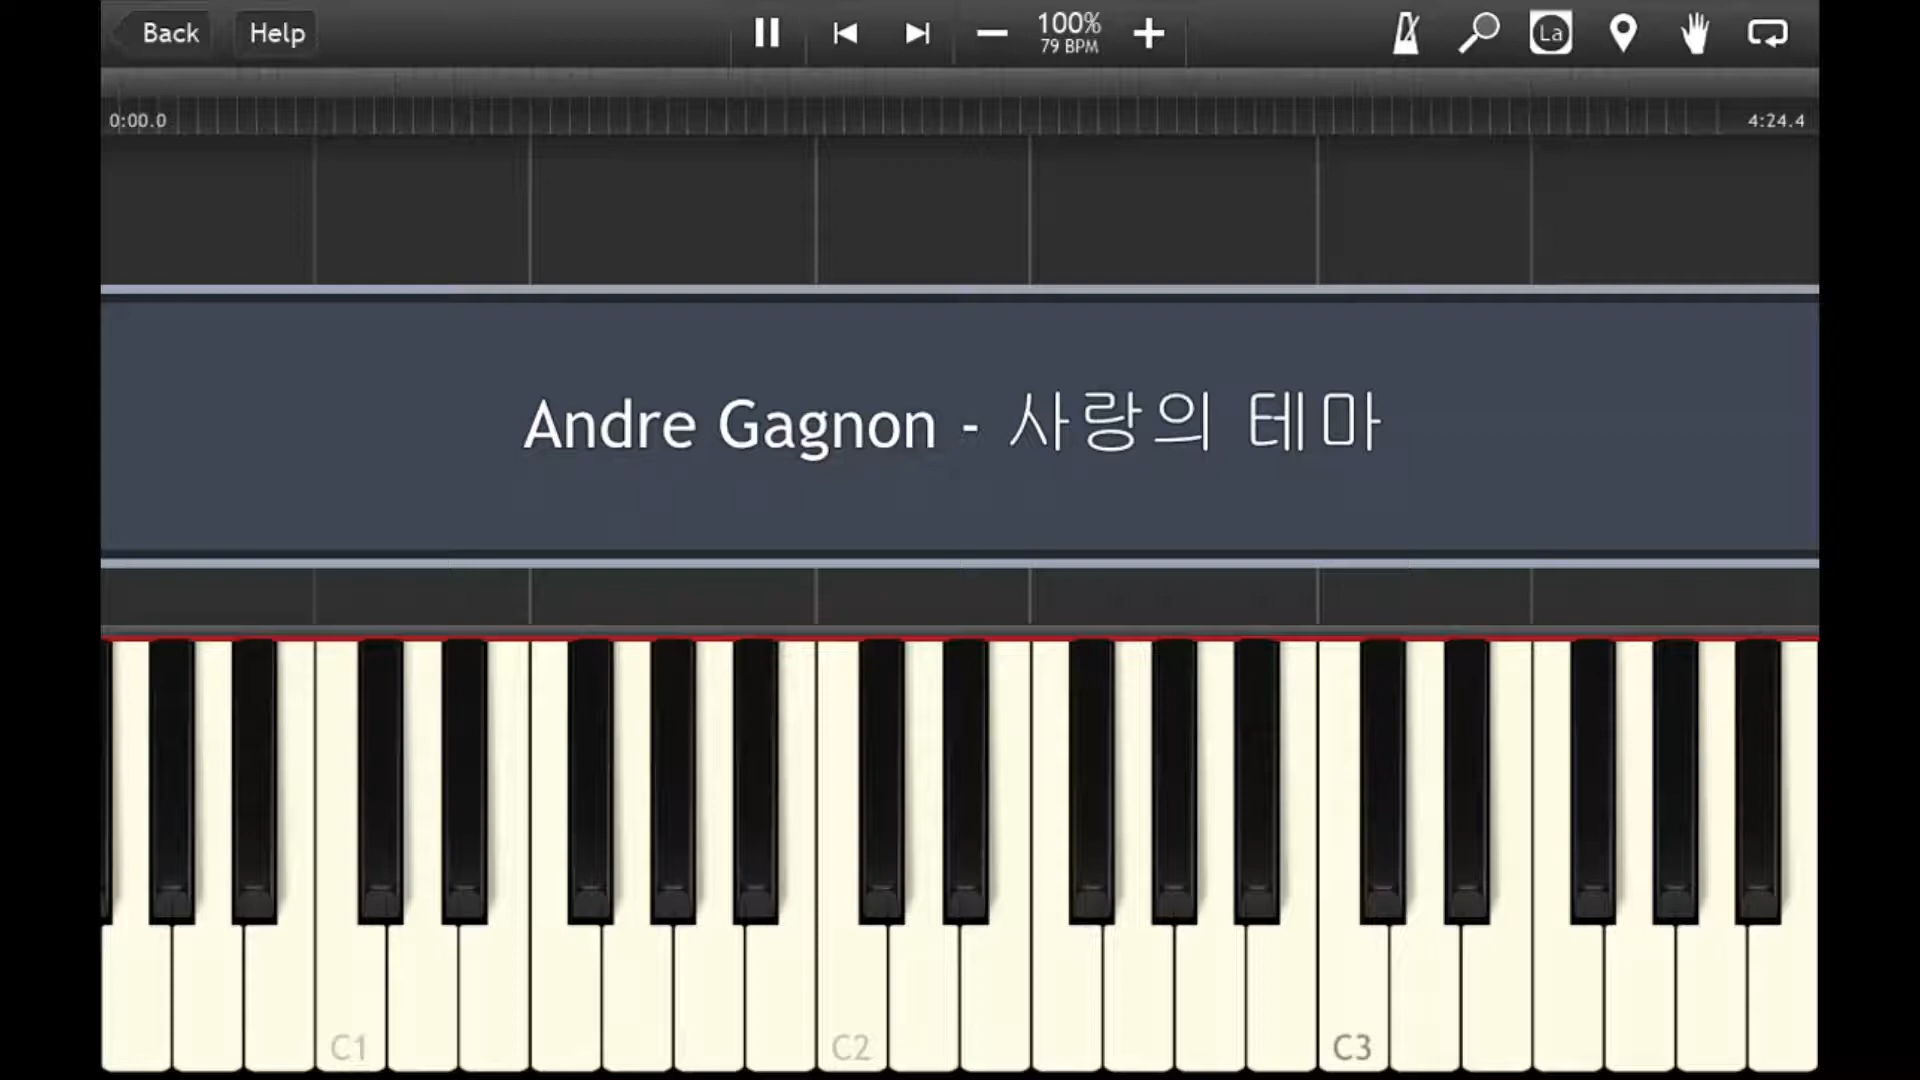 Back Help 100%
79 BPM
La
0:00.0 4:24.4
Andre Gagnon - 사랑의 테마
C1 C2 C3